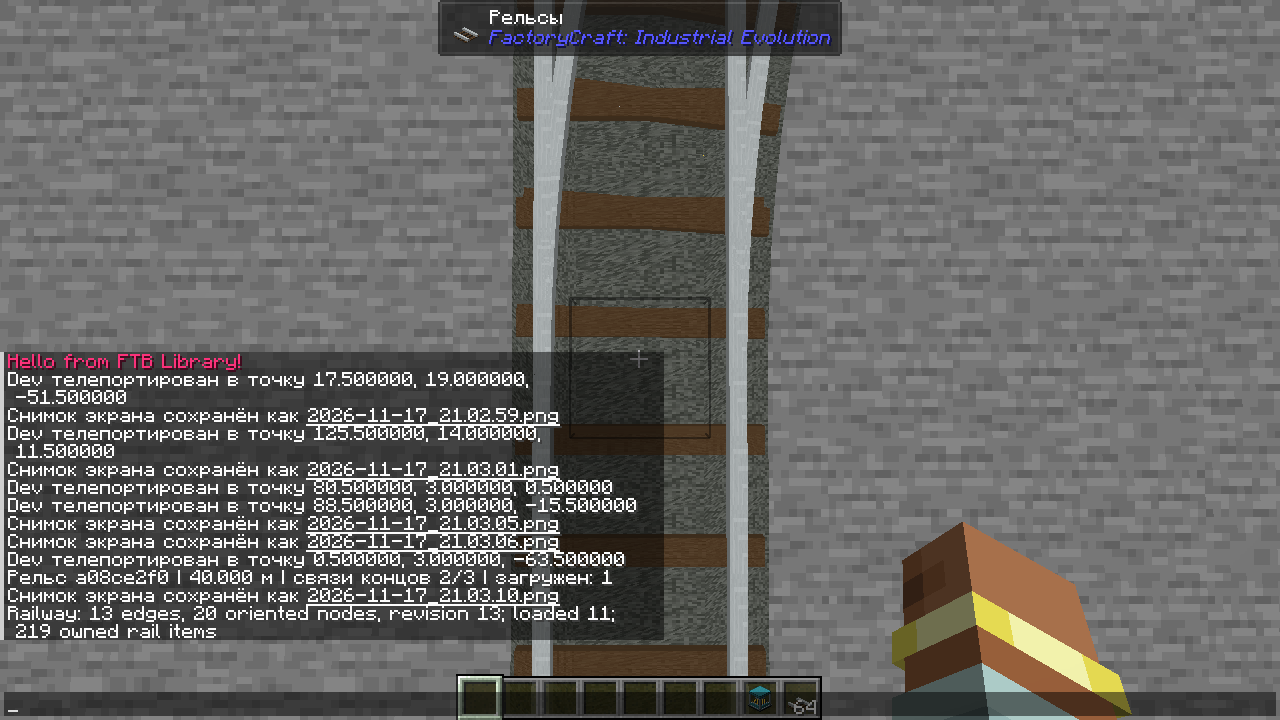 Рельсы
FactoryCraft: Industrial Evolution
Hello from FTB Library!
Dev телепортирован в точку 17.500000, 19.000000,
-51.500000
Снимок экрана сохранён как 2026-11-17_21.02.59.png
Dev телепортирован в точку 125.500000, 14.000000,
11.500000
Снимок экрана сохранён как 2026-11-17_21.03.01.png
Dev телепортирован в точку 80.500000, 3.000000, 0.500000
Dev телепортирован в точку 88.500000, 3.000000, -15.500000
Снимок экрана сохранён как 2026-11-17_21.03.05.png
Снимок экрана сохранён как 2026-11-17_21.03.06.png
Dev телепортирован в точку 0.500000, 3.000000, -63.500000
Рельс a08ce2f0 | 40.000 м | связи концов 2/3 | загружен: 1
Снимок экрана сохранён как 2026-11-17_21.03.10.png
Railway: 13 edges, 20 oriented nodes, revision 13; loaded 11;
219 owned rail items
64
_